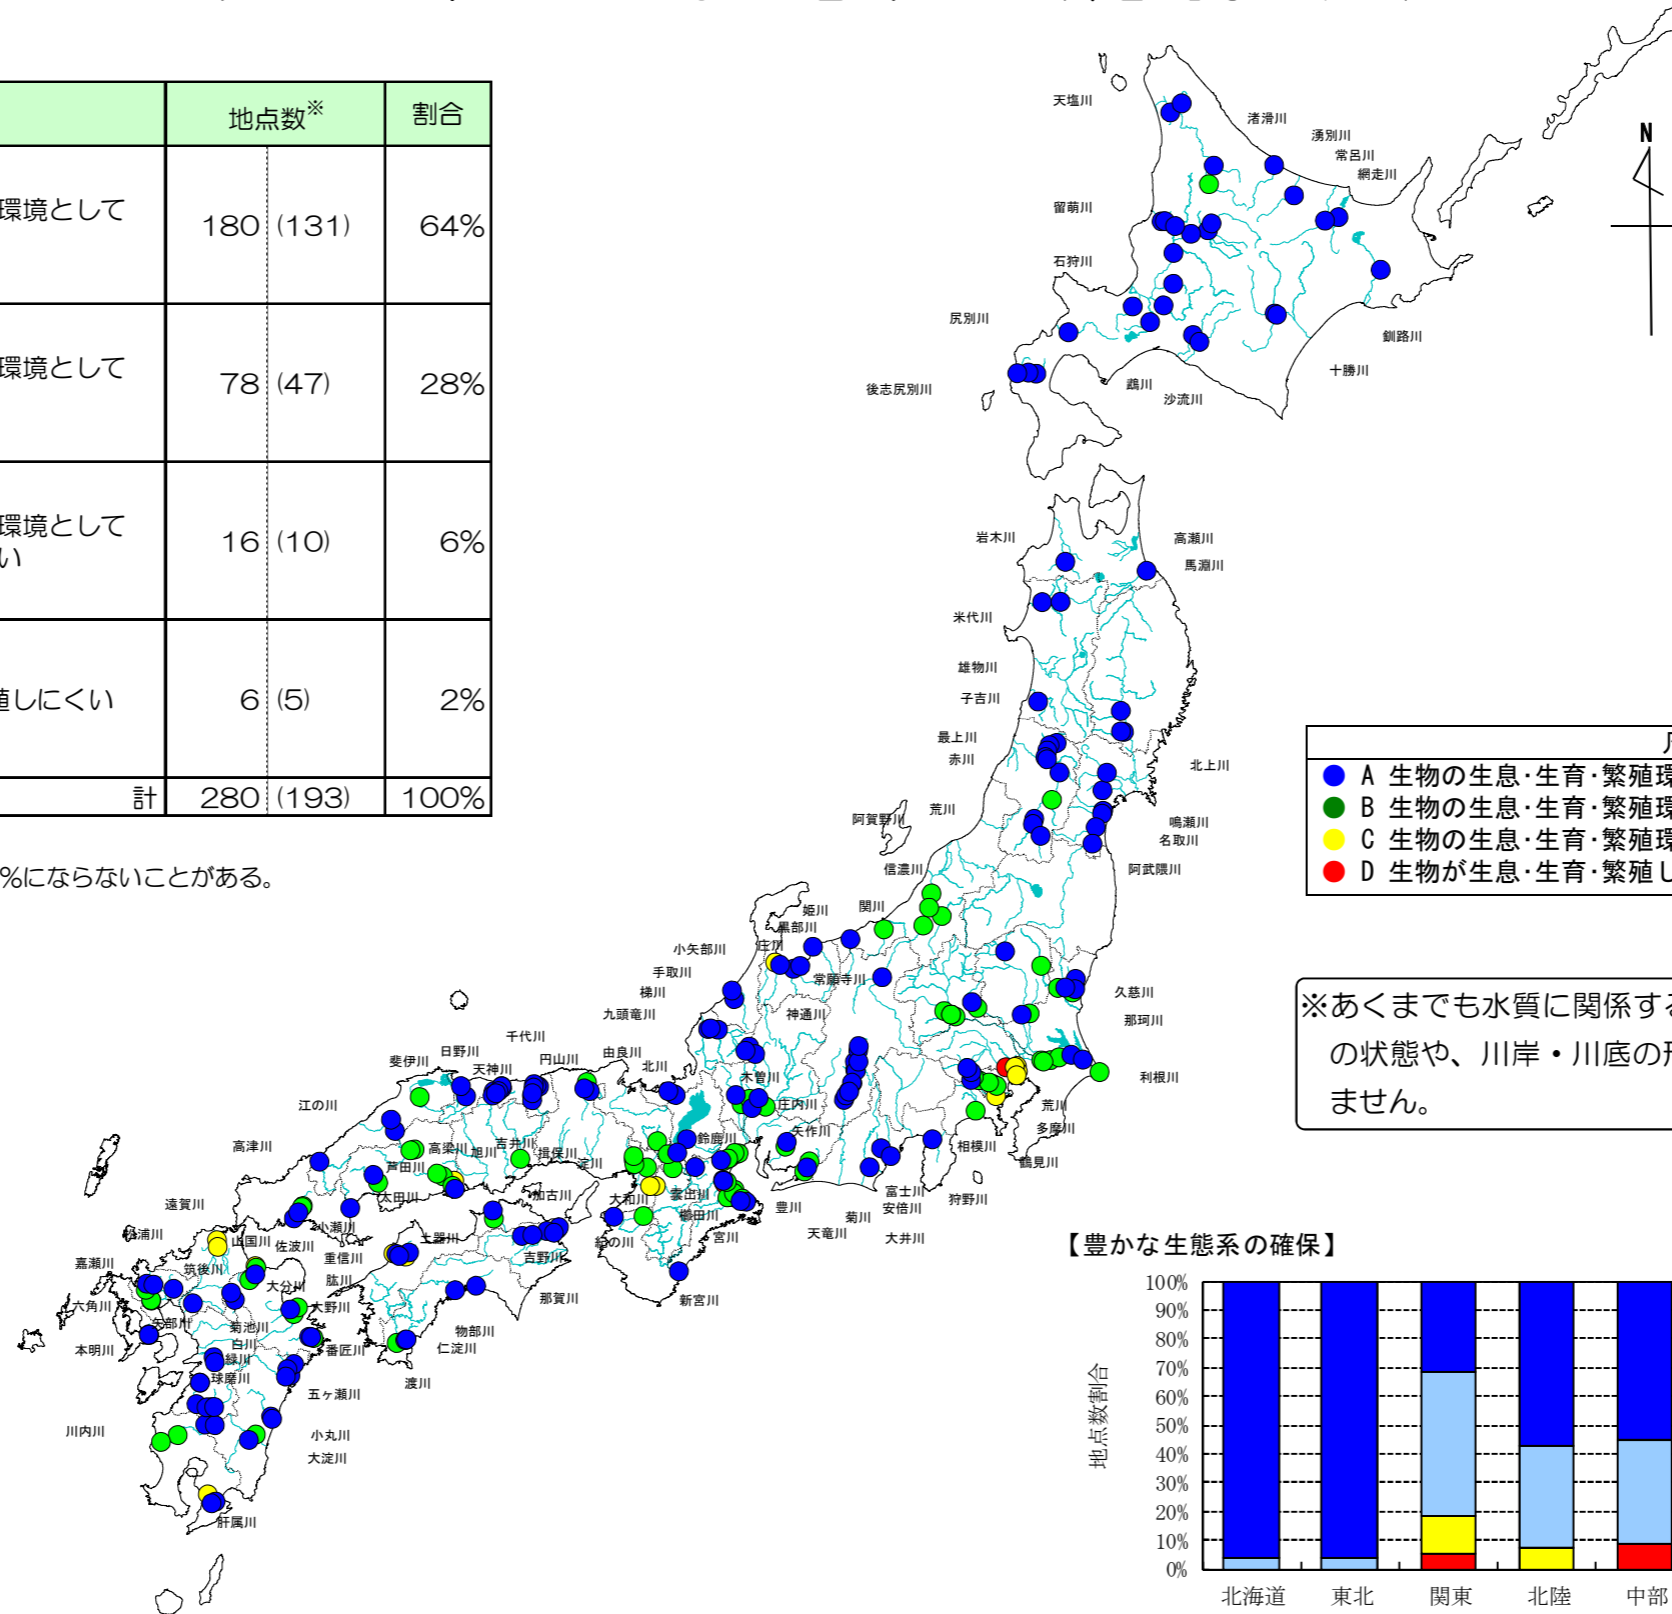 地点数※ 割合
環境として
180 (131) 64%
環境として
78 (47) 28%
環境として
い
16 (10) 6%
殖しにくい
6 (5) 2%
計 280 (193) 100%
%にならないことがある。
N
天塩川
渚滑川
湧別川
常呂川
網走川
留萌川
石狩川
尻別川
釧路川
十勝川
後志尻別川
鵡川
沙流川
岩木川
高瀬川
馬淵川
米代川
雄物川
子吉川
最上川
赤川
北上川
荒川
阿賀野川
鳴瀬川
名取川
信濃川
阿武隈川
関川
姫川
黒部川
庄川
小矢部川
常願寺川
手取川
梯川
神通川
九頭竜川
久慈川
那珂川
利根川
荒川
多摩川
鶴見川
相模川
千代川
円山川
由良川
北川
日野川
天神川
斐伊川
木曽川
庄内川
矢作川
江の川
高津川
高梁川
旭川
吉井川
揖保川
淀川
鈴鹿川
芦田川
太田川
加古川
大和川
雲出川
櫛田川
宮川
豊川
天竜川
菊川
富士川
安倍川
大井川
狩野川
遠賀川
松浦川
山国川
佐波川
小瀬川
土器川
重信川
吉野川
紀の川
嘉瀬川
筑後川
大分川
肱川
新宮川
那賀川
六角川
矢部川
菊池川
大野川
物部川
仁淀川
本明川
白川
緑川
番匠川
渡川
球磨川
五ヶ瀬川
川内川
小丸川
大淀川
肝属川
A 生物の生息・生育・繁殖環
B 生物の生息・生育・繁殖環
C 生物の生息・生育・繁殖環
D 生物が生息・生育・繁殖し
※あくまでも水質に関係する
の状態や、川岸・川底の形
ません。
【豊かな生態系の確保】
地点数割合
100%
90%
80%
70%
60%
50%
40%
30%
20%
10%
0%
北海道 東北 関東 北陸 中部